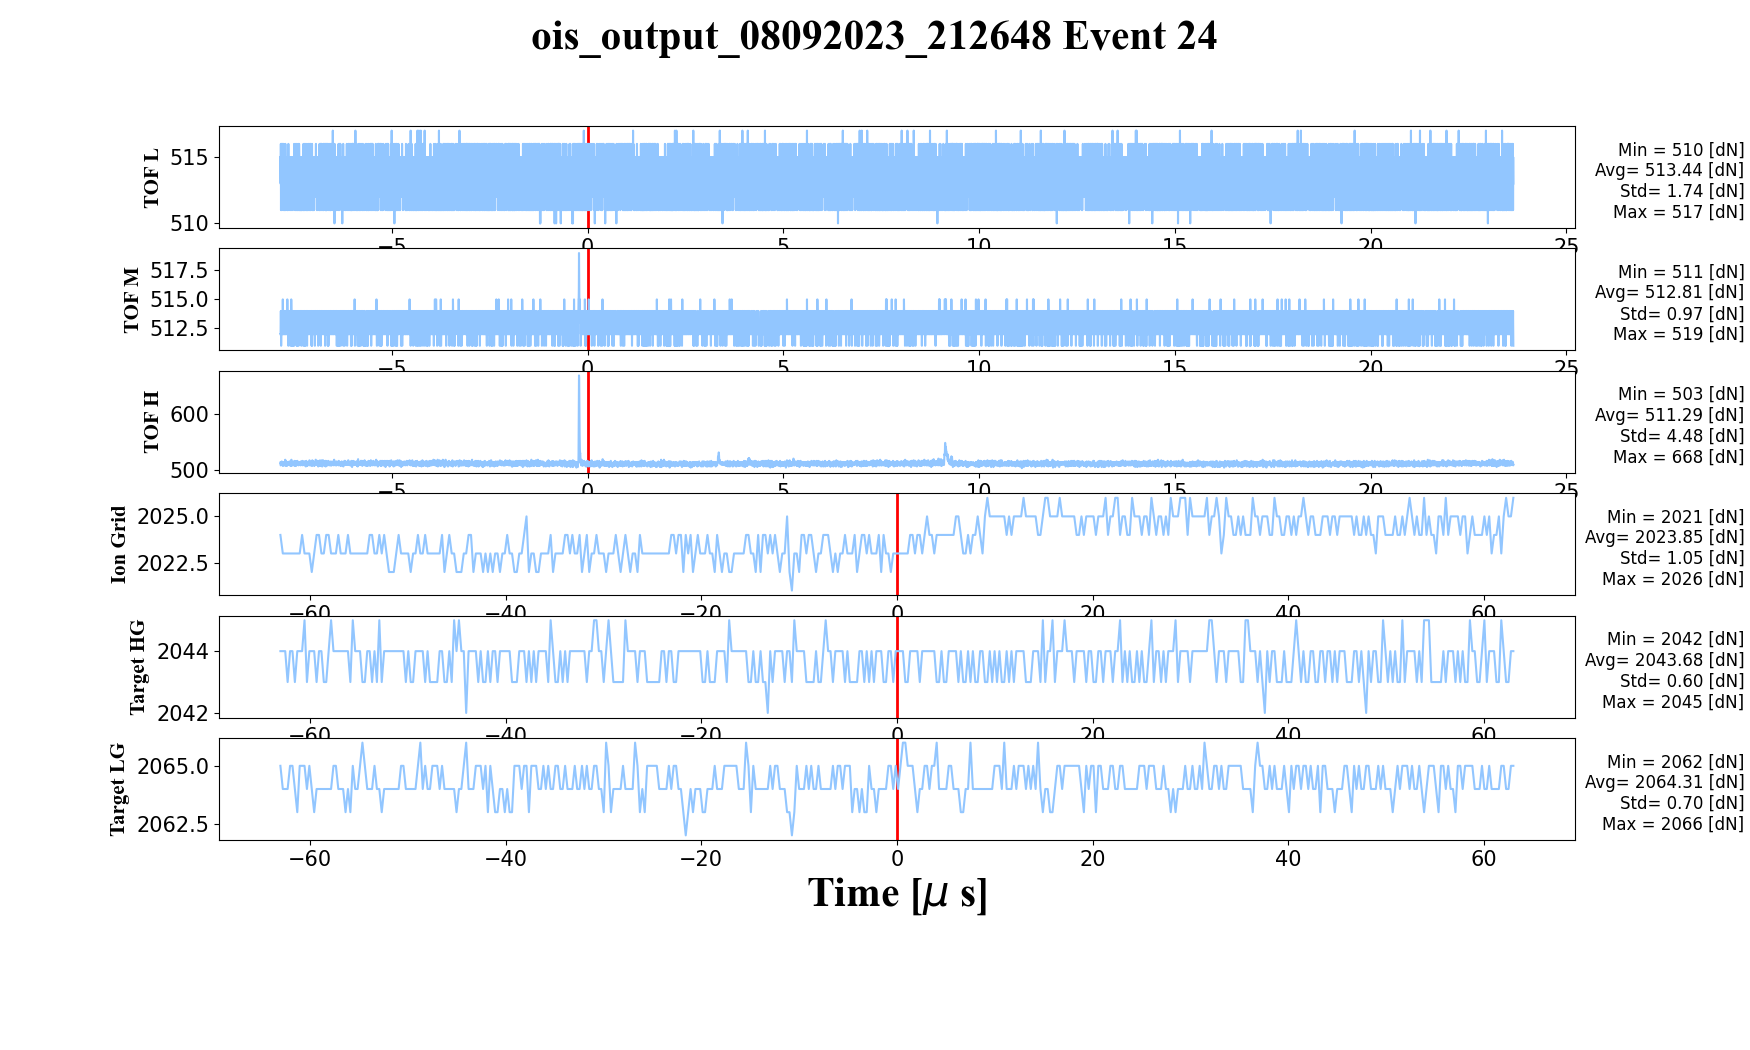 ois_output_08092023_212648 Event 24
TOF L
515
510
−5
0
5
10
15
20
25
Min = 510 [dN]
Avg= 513.44 [dN]
Std= 1.74 [dN]
Max = 517 [dN]
TOF M
517.5
515.0
512.5
−5
0
5
10
15
20
25
Min = 511 [dN]
Avg= 512.81 [dN]
Std= 0.97 [dN]
Max = 519 [dN]
TOF H
600
500
−5
0
5
10
15
20
25
Min = 503 [dN]
Avg= 511.29 [dN]
Std= 4.48 [dN]
Max = 668 [dN]
Ion Grid
2025.0
2022.5
−60
−40
−20
0
20
40
60
Min = 2021 [dN]
Avg= 2023.85 [dN]
Std= 1.05 [dN]
Max = 2026 [dN]
Target HG
2044
2042
−60
−40
−20
0
20
40
60
Min = 2042 [dN]
Avg= 2043.68 [dN]
Std= 0.60 [dN]
Max = 2045 [dN]
Target LG
2065.0
2062.5
−60
−40
−20
0
20
40
60
Min = 2062 [dN]
Avg= 2064.31 [dN]
Std= 0.70 [dN]
Max = 2066 [dN]
Time [μ s]